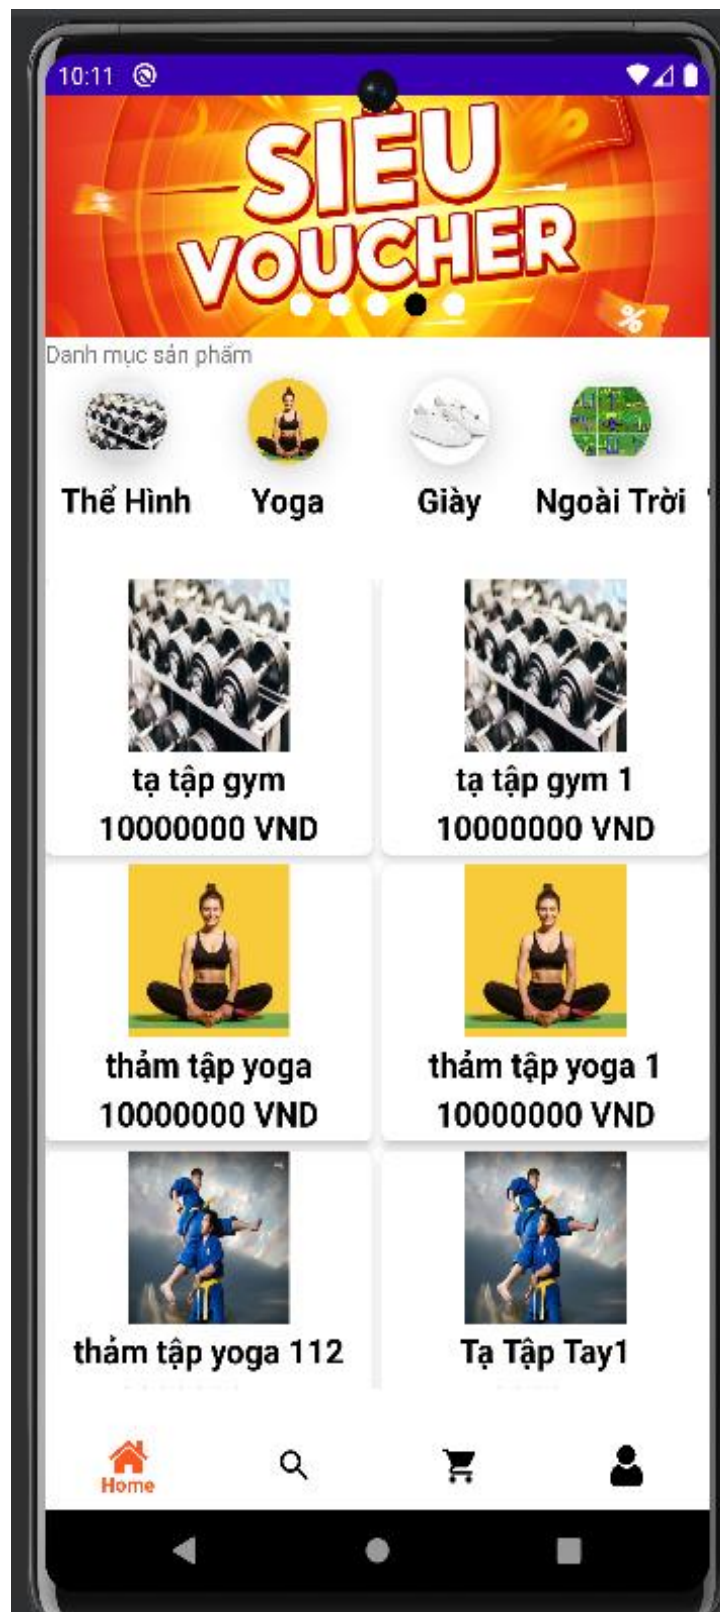 10:11
SIÊU
VOUCHER
%
Danh mục sản phẩm
Thể Hình Yoga Giày Ngoài Trời
tạ tập gym tạ tập gym 1
10000000 VND 10000000 VND
thảm tập yoga thảm tập yoga 1
10000000 VND 10000000 VND
thảm tập yoga 112 Tạ Tập Tay1
Home